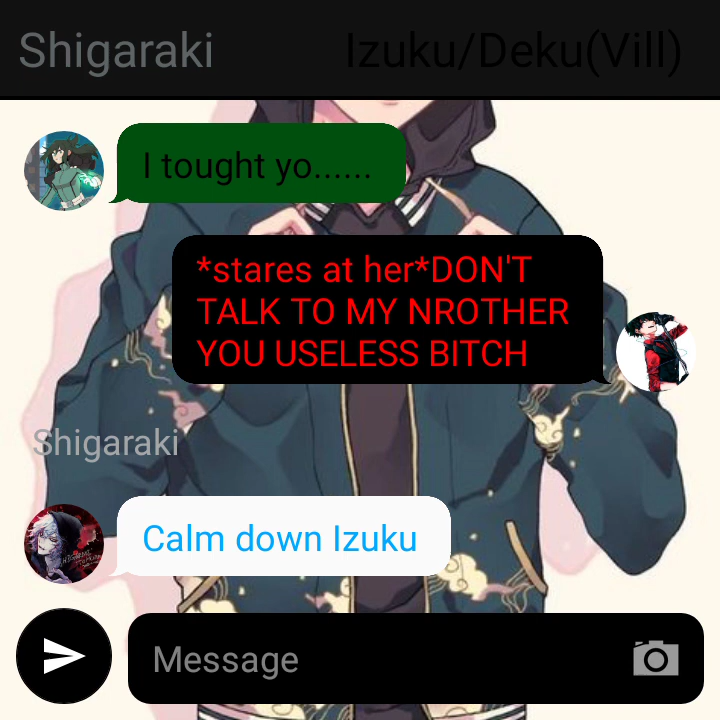 Shigaraki
Izuku/Deku(Vill)
I tought yo......
*stares at her*DON'T
TALK TO MY NROTHER
YOU USELESS BITCH
Shigaraki
Calm down Izuku
Message